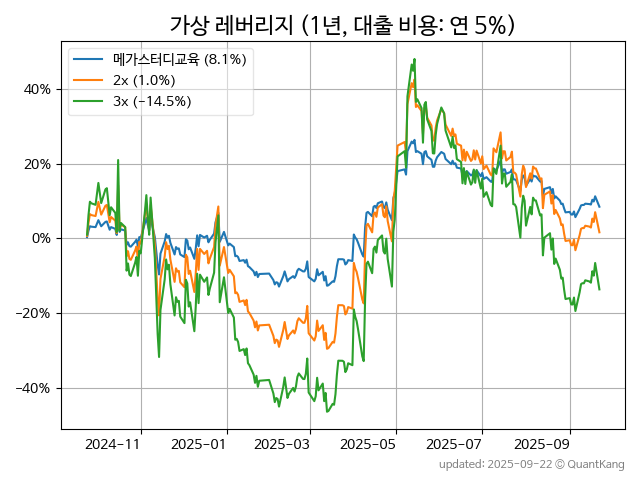 가상 레버리지 (1년, 대출 비용: 연 5%)
메가스터디교육 (8.1%)
2x (1.0%)
3x (−14.5%)
40%
20%
0%
−20%
−40%
2024-11
2025-01
2025-03
2025-05
2025-07
2025-09
updated: 2025-09-22 © QuantKang